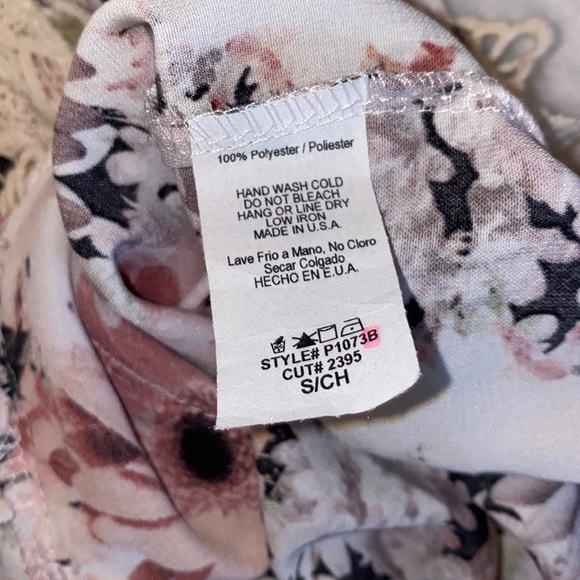 100% Polyester / Poliester
HAND WASH COLD
DO NOT BLEACH
HANG OR LINE DRY
LOW IRON
MADE IN U.S.A.
Lave Frio a Mano, No Cloro
Secar Colgado
HECHO EN E.U.A.
STYLE# P1073B
CUT# 2395
S/CH